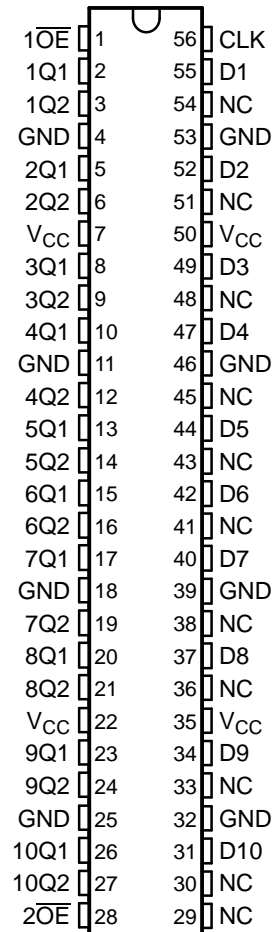 1O̅E̅ 1 56 CLK
1Q1 2 55 D1
1Q2 3 54 NC
GND 4 53 GND
2Q1 5 52 D2
2Q2 6 51 NC
VCC 7 50 VCC
3Q1 8 49 D3
3Q2 9 48 NC
4Q1 10 47 D4
GND 11 46 GND
4Q2 12 45 NC
5Q1 13 44 D5
5Q2 14 43 NC
6Q1 15 42 D6
6Q2 16 41 NC
7Q1 17 40 D7
GND 18 39 GND
7Q2 19 38 NC
8Q1 20 37 D8
8Q2 21 36 NC
VCC 22 35 VCC
9Q1 23 34 D9
9Q2 24 33 NC
GND 25 32 GND
10Q1 26 31 D10
10Q2 27 30 NC
2O̅E̅ 28 29 NC